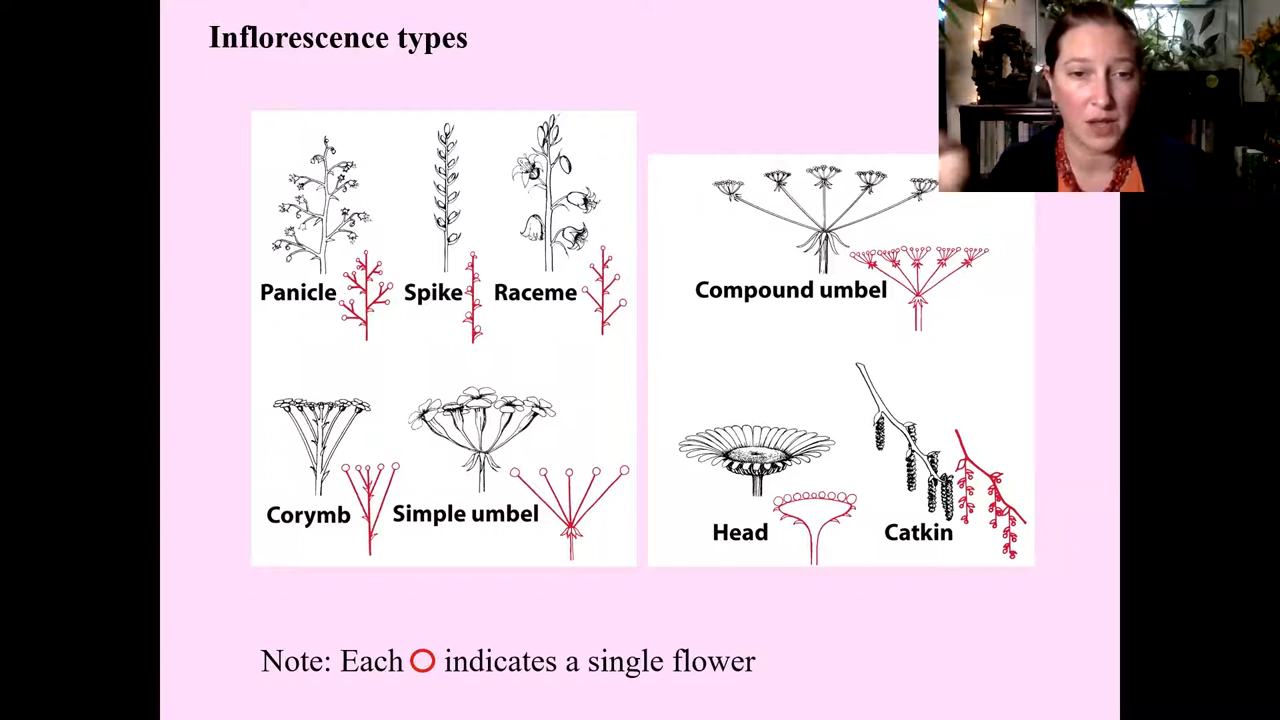 Inflorescence types
Panicle
Spike
Raceme
Compound umbel
Corymb
Simple umbel
Head
Catkin
Note: Each indicates a single flower